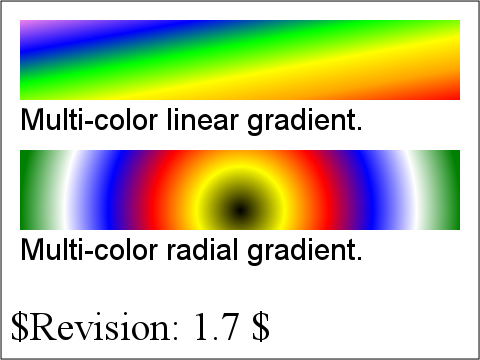 Multi-color linear gradient.
Multi-color radial gradient.
$Revision: 1.7 $